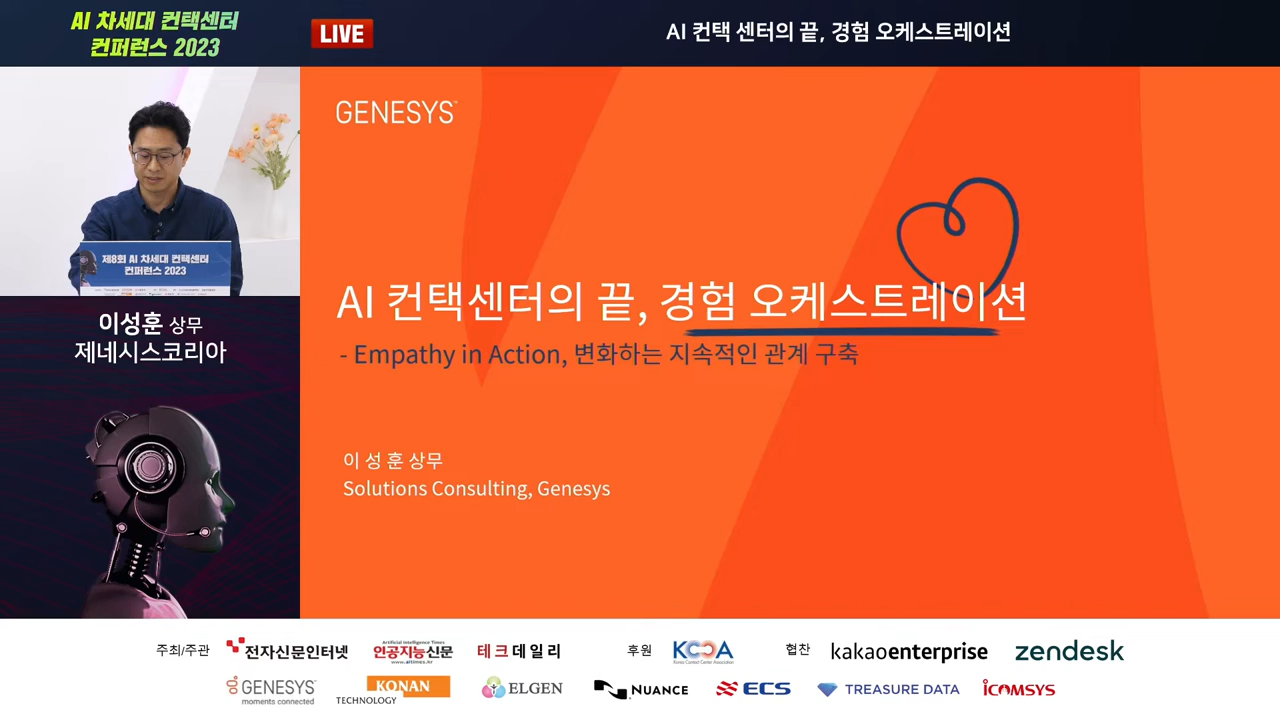 AI 차세대 컨택센터
컨퍼런스 2023
LIVE
AI 컨택 센터의 끝, 경험 오케스트레이션
제8회 AI 차세대 컨택센터
컨퍼런스 2023
이성훈 상무
제네시스코리아
GENESYS
AI 컨택센터의 끝, 경험 오케스트레이션
- Empathy in Action, 변화하는 지속적인 관계 구축
이 성 훈 상무
Solutions Consulting, Genesys
주최/주관
전자신문인터넷
Artificial Intelligence Times
인공지능신문
www.aitimes.kr
테크데일리
후원
KCCA
Korea Contact Center Association
협찬
kakaoenterprise
zendesk
GENESYS
moments connected
KONAN
TECHNOLOGY
ELGEN
NUANCE
ECS
TREASURE DATA
iCOMSYS